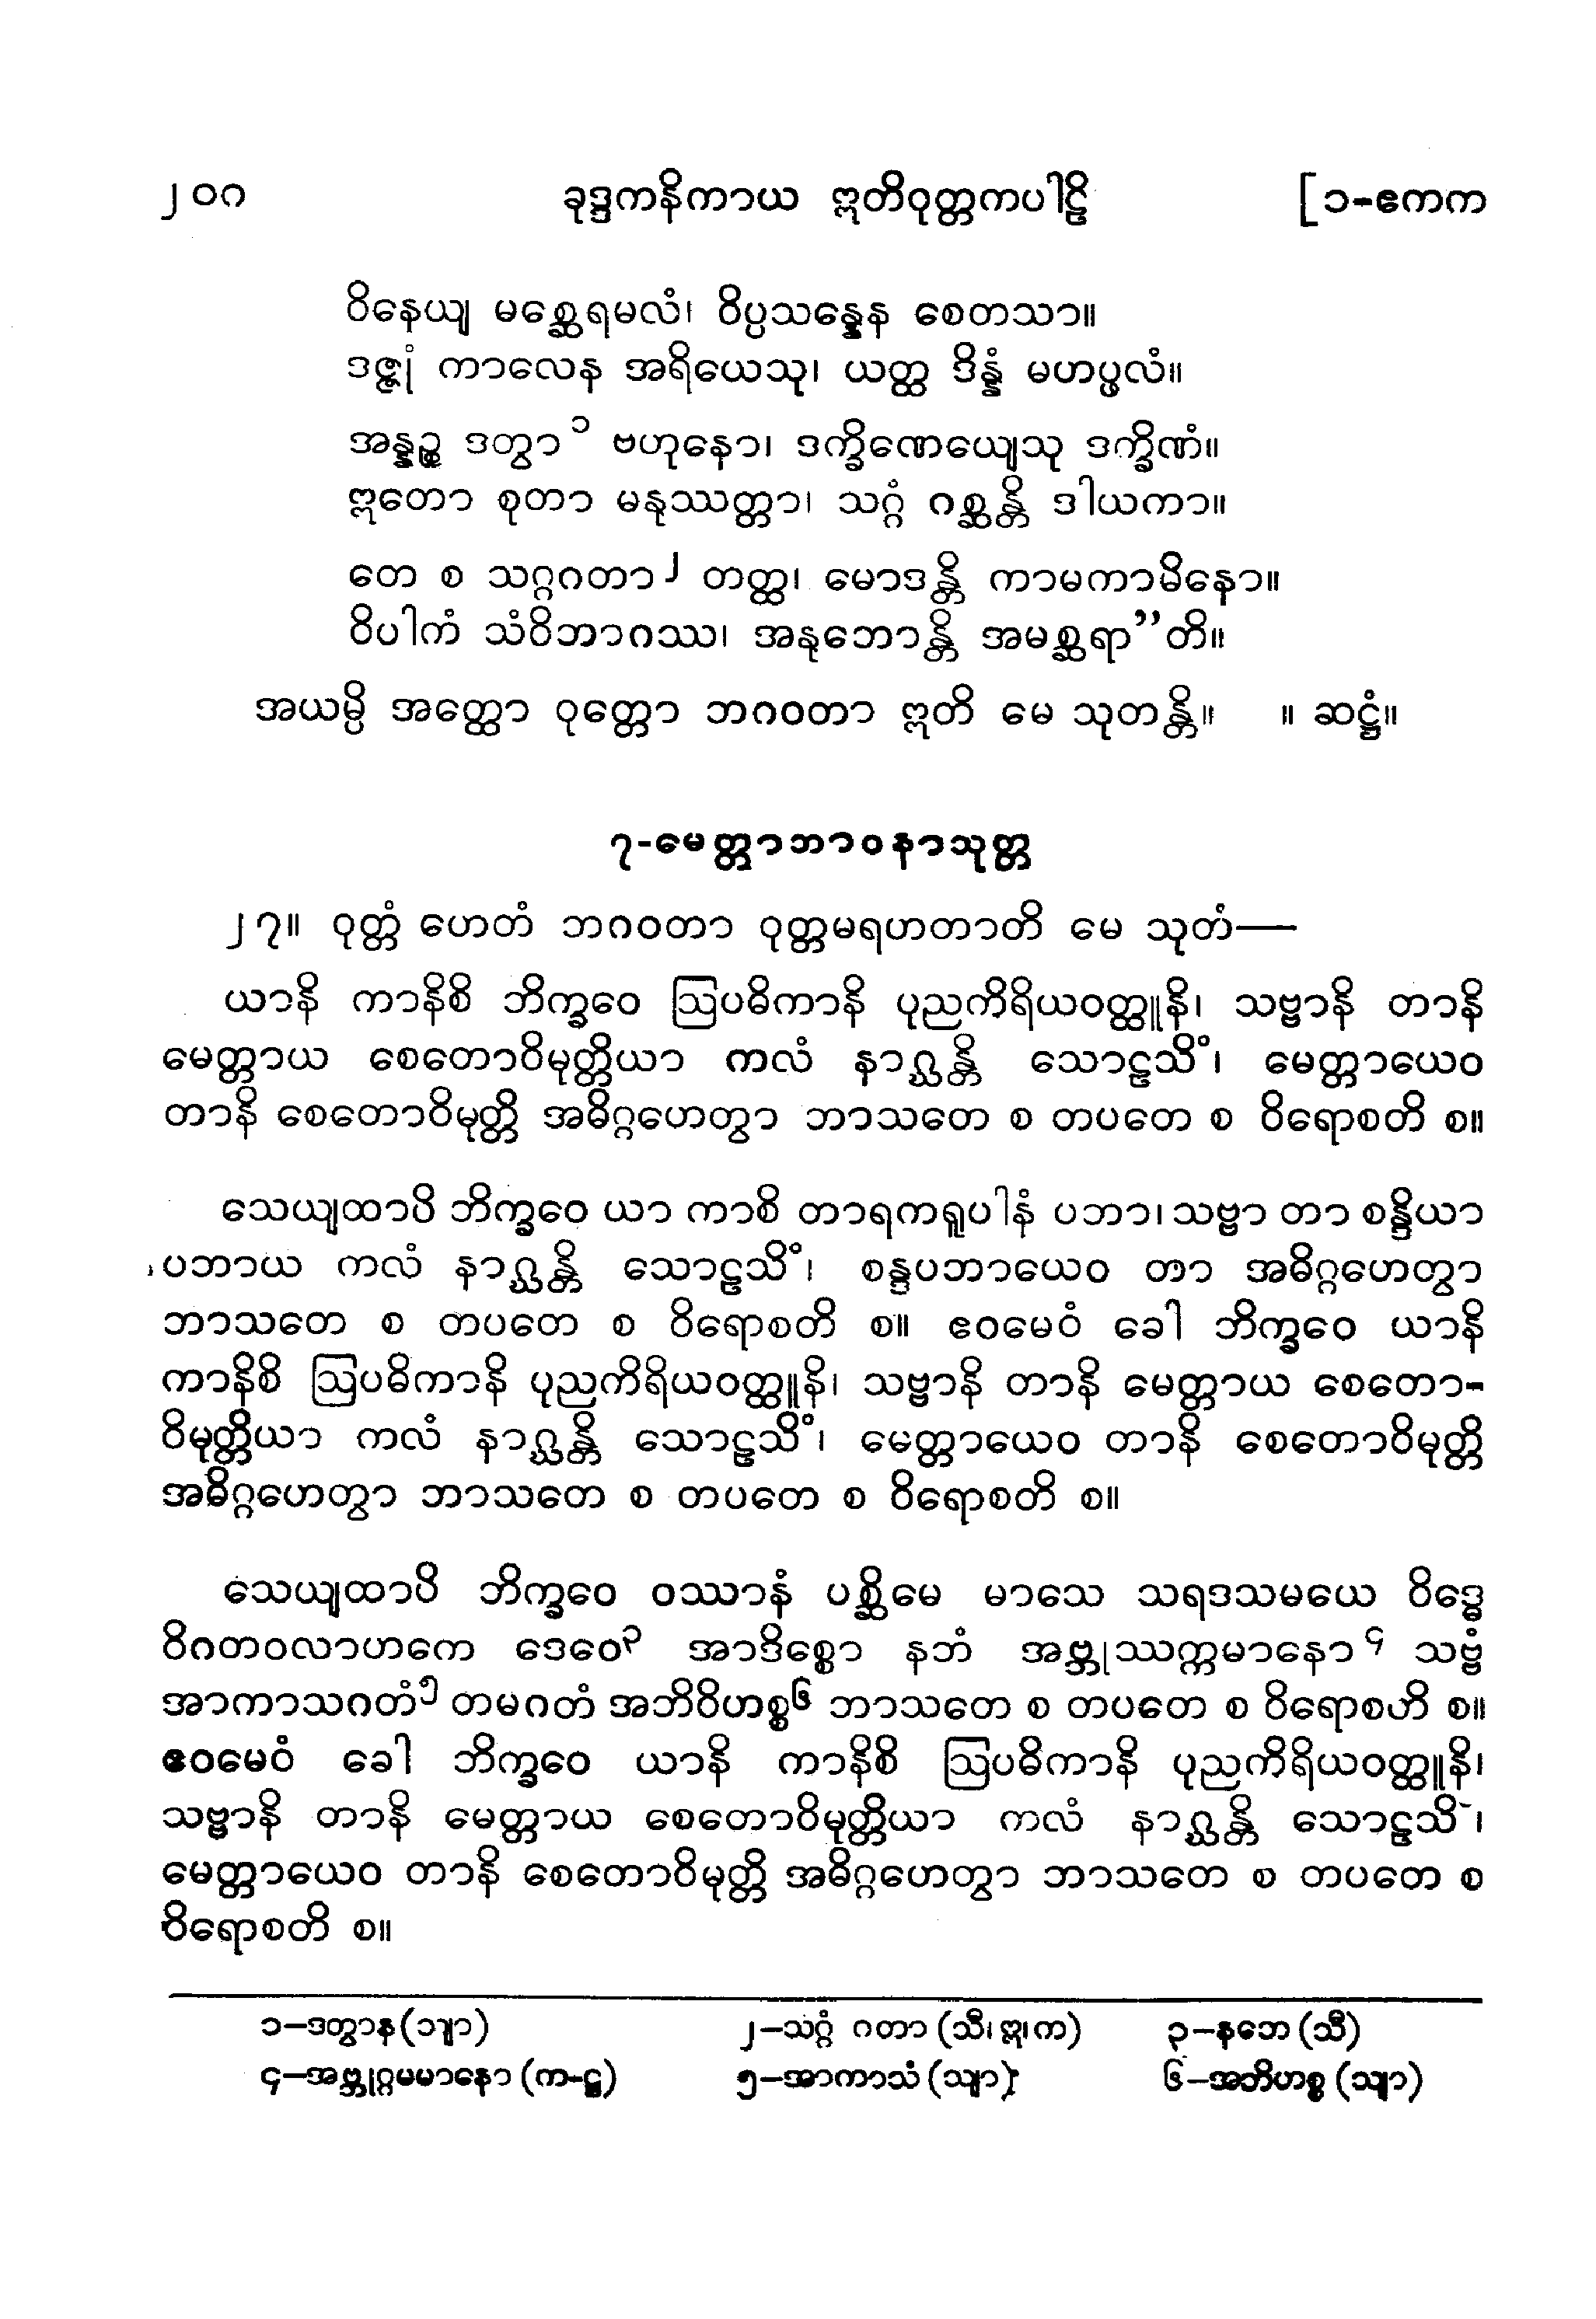 ၂၀၈ ခုဒ္ဒကနိကာယ ဣတိဝုတ္တကပါဠိ [၁-ဧကက
ဝိနေယျ မစ္ဆေရမလံ၊ ဝိပ္ပသန္နေန စေတသာ။
ဒဇ္ဇုံ ကာလေန အရိယေသု၊ ယတ္ထ ဒိန္နံ မဟပ္ဖလံ။
အန္နဉ္စ ဒတွာ၁ ဗဟုနော၊ ဒက္ခိဏေယျေသု ဒက္ခိဏံ။
ဣတော စုတာ မနုဿတ္တာ၊ သဂ္ဂံ ဂစ္ဆန္တိ ဒါယကာ။
တေ စ သဂ္ဂဂတာ၂ တတ္ထ၊ မောဒန္တိ ကာမကာမိနော။
ဝိပါကံ သံဝိဘာဂဿ၊ အနုဘောန္တိ အမစ္ဆရာ”တိ။
အယမ္ပိ အတ္ထော ဝုတ္တော ဘဂဝတာ ဣတိ မေ သုတန္တိ။ ။ ဆဋ္ဌံ။
၇-မေတ္တာဘာဝနာသုတ္တ
၂၇။ ဝုတ္တံ ဟေတံ ဘဂဝတာ ဝုတ္တမရဟတာတိ မေ သုတံ—
ယာနိ ကာနိစိ ဘိက္ခဝေ ဩပဓိကာနိ ပုညကိရိယဝတ္ထူနိ၊ သဗ္ဗာနိ တာနိ
မေတ္တာယ စေတောဝိမုတ္တိယာ ကလံ နာဂ္ဃန္တိ သောဠသိံ၊ မေတ္တာယေဝ
တာနိ စေတောဝိမုတ္တိ အဓိဂ္ဂဟေတွာ ဘာသတေ စ တပတေ စ ဝိရောစတိ စ။
သေယျထာပိ ဘိက္ခဝေ ယာ ကာစိ တာရကရူပါနံ ပဘာ၊ သဗ္ဗာ တာ စန္ဒိယာ
ပဘာယ ကလံ နာဂ္ဃန္တိ သောဠသိံ၊ စန္ဒပဘာယေဝ တာ အဓိဂ္ဂဟေတွာ
ဘာသတေ စ တပတေ စ ဝိရောစတိ စ။ ဧဝမေဝံ ခေါ ဘိက္ခဝေ ယာနိ
ကာနိစိ ဩပဓိကာနိ ပုညကိရိယဝတ္ထူနိ၊ သဗ္ဗာနိ တာနိ မေတ္တာယ စေတော-
ဝိမုတ္တိယာ ကလံ နာဂ္ဃန္တိ သောဠသိံ၊ မေတ္တာယေဝ တာနိ စေတောဝိမုတ္တိ
အဓိဂ္ဂဟေတွာ ဘာသတေ စ တပတေ စ ဝိရောစတိ စ။
သေယျထာပိ ဘိက္ခဝေ ဝဿာနံ ပစ္ဆိမေ မာသေ သရဒသမယေ ဝိဒ္ဓေ
ဝိဂတဝလာဟကေ ဒေဝေ၃ အာဒိစ္စော နဘံ အဗ္ဘုဿက္ကမာနော၄ သဗ္ဗံ
အာကာသဂတံ၅ တမဂတံ အဘိဝိဟစ္စ၆ ဘာသတေ စ တပတေ စ ဝိရောစတိ စ။
ဧဝမေဝံ ခေါ ဘိက္ခဝေ ယာနိ ကာနိစိ ဩပဓိကာနိ ပုညကိရိယဝတ္ထူနိ၊
သဗ္ဗာနိ တာနိ မေတ္တာယ စေတောဝိမုတ္တိယာ ကလံ နာဂ္ဃန္တိ သောဠသိံ၊
မေတ္တာယေဝ တာနိ စေတောဝိမုတ္တိ အဓိဂ္ဂဟေတွာ ဘာသတေ စ တပတေ စ
ဝိရောစတိ စ။
၁—ဒတွာန (သျာ) ၂—သဂ္ဂံ ဂတာ (သီ၊ ဣ၊ က) ၃—နဘေ (သီ)
၄—အဗ္ဘုဂ္ဂမမာနော (က-ဋ္ဌ) ၅—အာကာသံ (သျာ) ၆—အဘိဟစ္စ (သျာ)